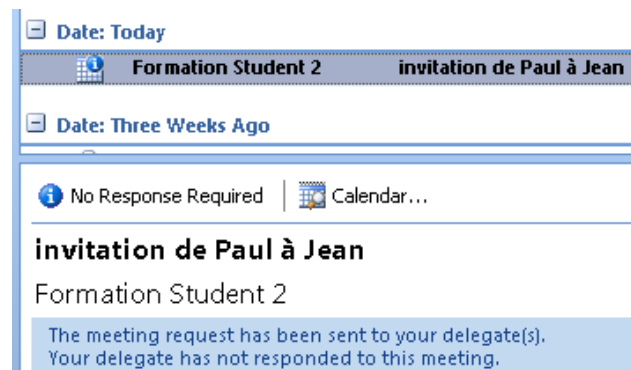 Date: Today
Formation Student 2 invitation de Paul à Jean
Date: Three Weeks Ago
No Response Required Calendar...
invitation de Paul à Jean
Formation Student 2
The meeting request has been sent to your delegate(s).
Your delegate has not responded to this meeting.